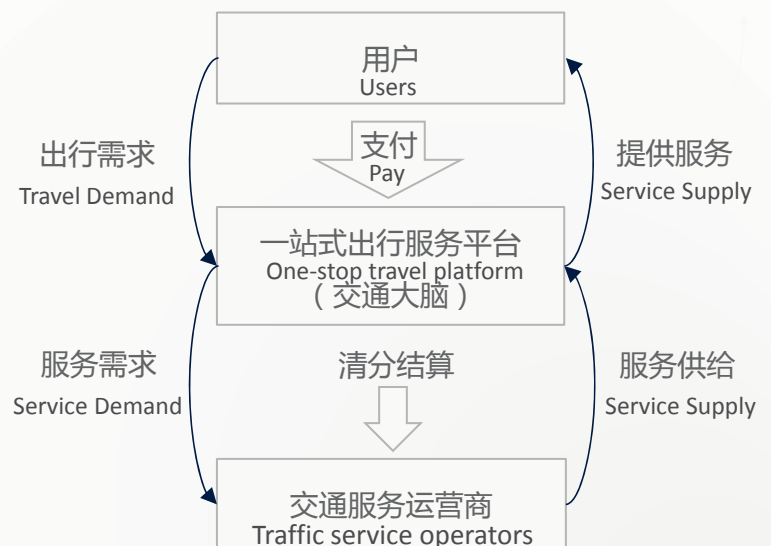 用户
Users
支付
Pay
出行需求
Travel Demand
提供服务
Service Supply
一站式出行服务平台
One-stop travel platform
（交通大脑）
服务需求
Service Demand
清分结算
服务供给
Service Supply
交通服务运营商
Traffic service operators